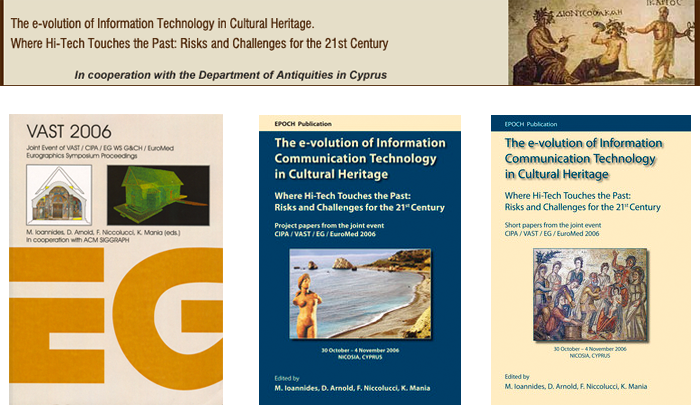 The e-volution of Information Technology in Cultural Heritage.
Where Hi-Tech Touches the Past: Risks and Challenges for the 21st Century
In cooperation with the Department of Antiquities in Cyprus
ΔΙΟΝΥCΟC ΑΚΜΗ
ΙΚΑΡΙΟC
VAST 2006
Joint Event of VAST / CIPA / EG WS G&CH / EuroMed
Eurographics Symposium Proceedings
M. Ioannides, D. Arnold, F. Niccolucci, K. Mania (eds.)
In cooperation with ACM SIGGRAPH
EG
EPOCH Publication
The e-volution of Information
Communication Technology
in Cultural Heritage
Where Hi-Tech Touches the Past:
Risks and Challenges for the 21st Century
Project papers from the joint event
CIPA / VAST / EG / EuroMed 2006
30 October – 4 November 2006
NICOSIA, CYPRUS
Edited by
M. Ioannides, D. Arnold, F. Niccolucci, K. Mania
EPOCH Publication
The e-volution of Information
Communication Technology
in Cultural Heritage
Where Hi-Tech Touches the Past:
Risks and Challenges for the 21st Century
Short papers from the joint event
CIPA / VAST / EG / EuroMed 2006
30 October – 4 November 2006
NICOSIA, CYPRUS
Edited by
M. Ioannides, D. Arnold, F. Niccolucci, K. Mania